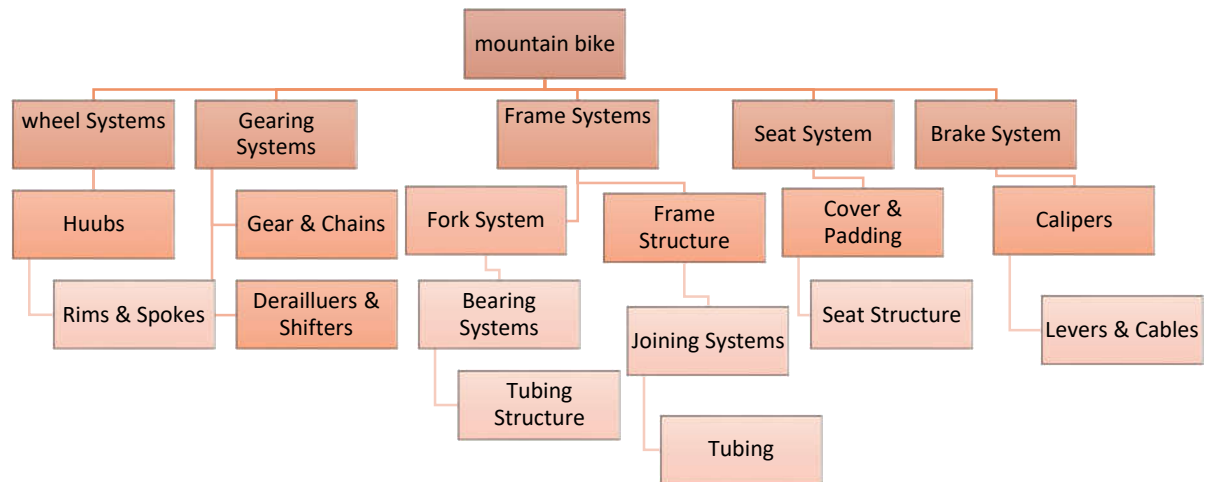 mountain bike
wheel Systems
Gearing
Systems
Frame Systems
Seat System
Brake System
Huubs
Gear & Chains
Fork System
Frame
Structure
Cover &
Padding
Calipers
Rims & Spokes
Derailluers &
Shifters
Bearing
Systems
Joining Systems
Seat Structure
Levers & Cables
Tubing
Structure
Tubing